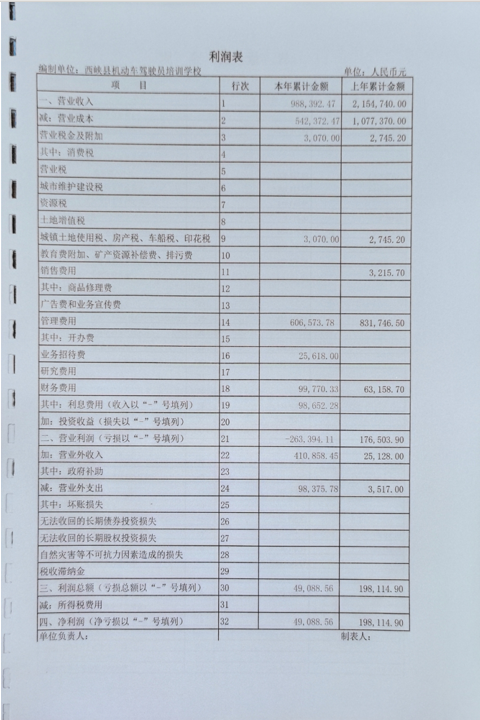 利润表
编制单位：西峡县机动车驾驶员培训学校 单位：人民币元
项 目 行次 本年累计金额 上年累计金额
一、营业收入 1 988,392.47 2,154,740.00
减：营业成本 2 542,372.47 1,077,370.00
营业税金及附加 3 3,070.00 2,745.20
其中：消费税 4
营业税 5
城市维护建设税 6
资源税 7
土地增值税 8
城镇土地使用税、房产税、车船税、印花税 9 3,070.00 2,745.20
教育费附加、矿产资源补偿费、排污费 10
销售费用 11 3,215.70
其中：商品修理费 12
广告费和业务宣传费 13
管理费用 14 606,573.78 831,746.50
其中：开办费 15
业务招待费 16 25,618.00
研究费用 17
财务费用 18 99,770.33 63,158.70
其中：利息费用（收入以“-”号填列） 19 98,652.28
加：投资收益（损失以“-”号填列） 20
二、营业利润（亏损以“-”号填列） 21 -263,394.11 176,503.90
加：营业外收入 22 410,858.45 25,128.00
其中：政府补助 23
减：营业外支出 24 98,375.78 3,517.00
其中：坏账损失 25
无法收回的长期债券投资损失 26
无法收回的长期股权投资损失 27
自然灾害等不可抗力因素造成的损失 28
税收滞纳金 29
三、利润总额（亏损总额以“-”号填列） 30 49,088.56 198,114.90
减：所得税费用 31
四、净利润（净亏损以“-”号填列） 32 49,088.56 198,114.90
单位负责人： 制表人：